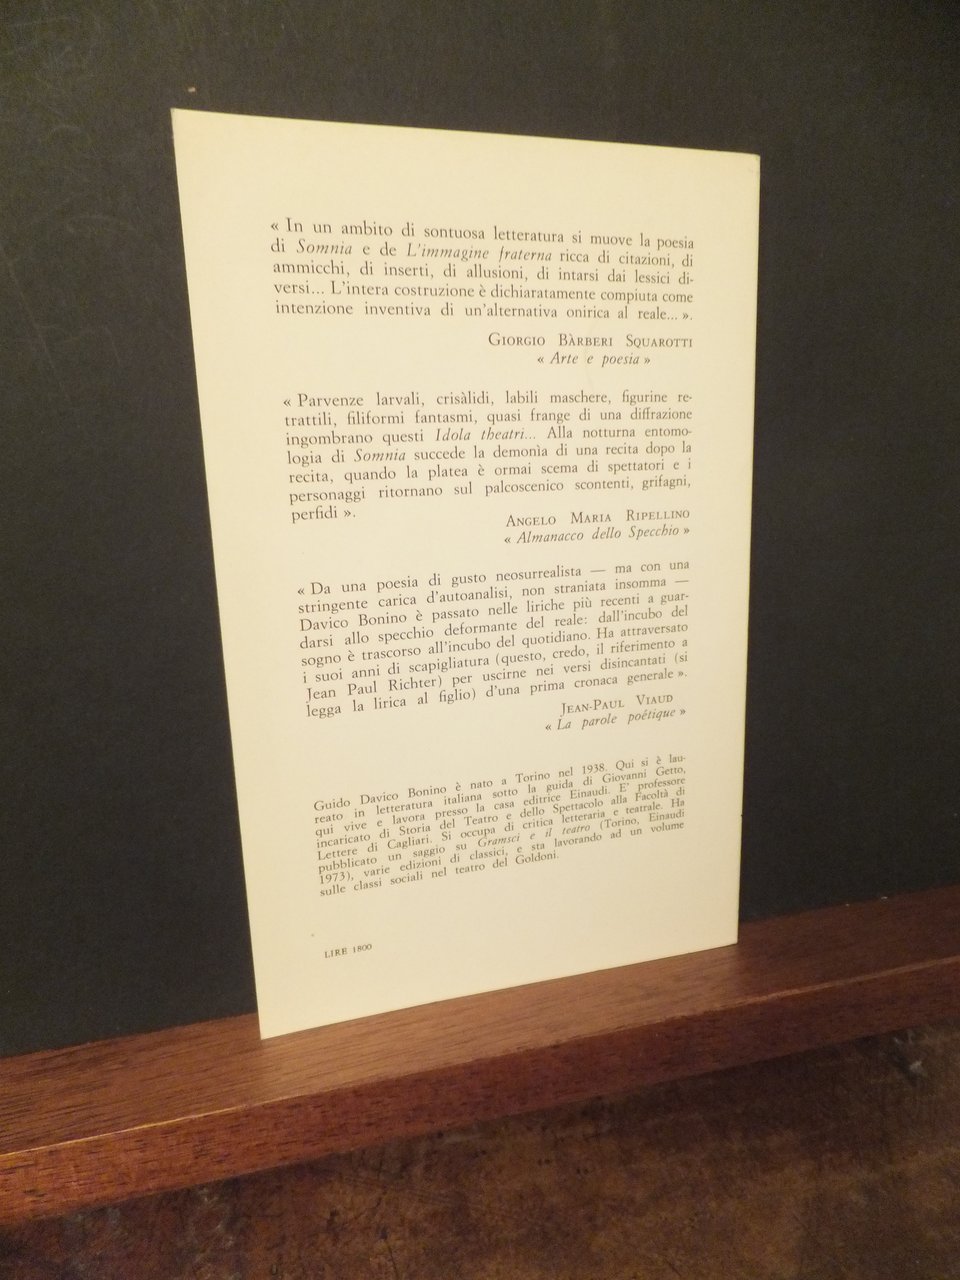 « In un ambito di sontuosa letteratura si muove la poesia
di Somnia e de L'immagine fraterna ricca di citazioni, di
ammicchi, di inserti, di allusioni, di intarsi dai lessici di-
versi... L'intera costruzione è dichiaratamente compiuta come
intenzione inventiva di un'alternativa onirica al reale... ».
GIORGIO BÀRBERI SQUAROTTI
« Arte e poesia »
« Parvenze larvali, crisàlidi, labili maschere, figurine re-
trattili, filiformi fantasmi, quasi frange di una diffrazione
ingombrano questi Idola theatri... Alla notturna entomo-
logia di Somnia succede la demonìa di una recita dopo la
recita, quando la platea è ormai scema di spettatori e i
personaggi ritornano sul palcoscenico scontenti, grifagni,
perfidi ».
ANGELO MARIA RIPELLINO
« Almanacco dello Specchio »
« Da una poesia di gusto neosurrealista — ma con una
stringente carica d'autoanalisi, non straniata insomma —
Davico Bonino è passato nelle liriche più recenti a guar-
darsi allo specchio deformante del reale: dall'incubo del
sogno è trascorso all'incubo del quotidiano. Ha attraversato
i suoi anni di scapigliatura (questo, credo, il riferimento a
Jean Paul Richter) per uscirne nei versi disincantati (si
legga la lirica al figlio) d'una prima cronaca generale ».
JEAN-PAUL VIAUD
« La parole poétique »
Guido Davico Bonino è nato a Torino nel 1938. Qui si è lau-
reato in letteratura italiana sotto la guida di Giovanni Getto,
qui vive e lavora presso la casa editrice Einaudi. E' professore
incaricato di Storia del Teatro e dello Spettacolo alla Facoltà di
Lettere di Cagliari. Si occupa di critica letteraria e teatrale. Ha
pubblicato un saggio su Gramsci e il teatro (Torino, Einaudi
1973), varie edizioni di classici, e sta lavorando ad un volume
sulle classi sociali nel teatro del Goldoni.
LIRE 1800